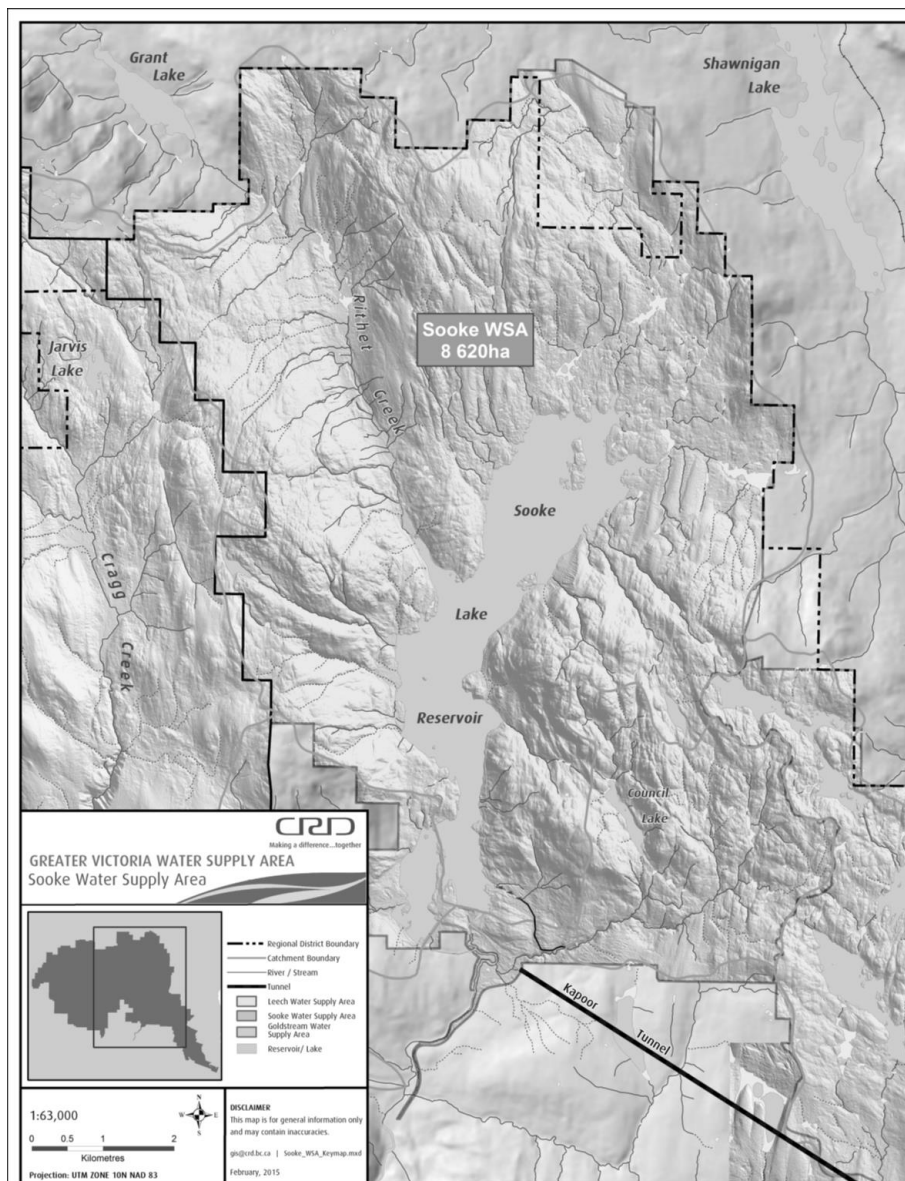 Grant
Lake
Shawnigan
Lake
Rithet
Creek
Sooke WSA
8 620ha
Jarvis
Lake
Sooke
Cragg
Creek
Lake
Reservoir
Council
Lake
Kapoor
Tunnel
CRD
Making a difference...together
GREATER VICTORIA WATER SUPPLY AREA
Sooke Water Supply Area
Regional District Boundary
Catchment Boundary
River / Stream
Tunnel
Leech Water Supply Area
Sooke Water Supply Area
Goldstream Water
Supply Area
Reservoir/ Lake
1:63,000
N
W E
S
0 0.5 1 2
Kilometres
Projection: UTM ZONE 10N NAD 83
DISCLAIMER
This map is for general information only
and may contain inaccuracies.
gis@crd.bc.ca | Sooke_WSA_Keymap.mxd
February, 2015